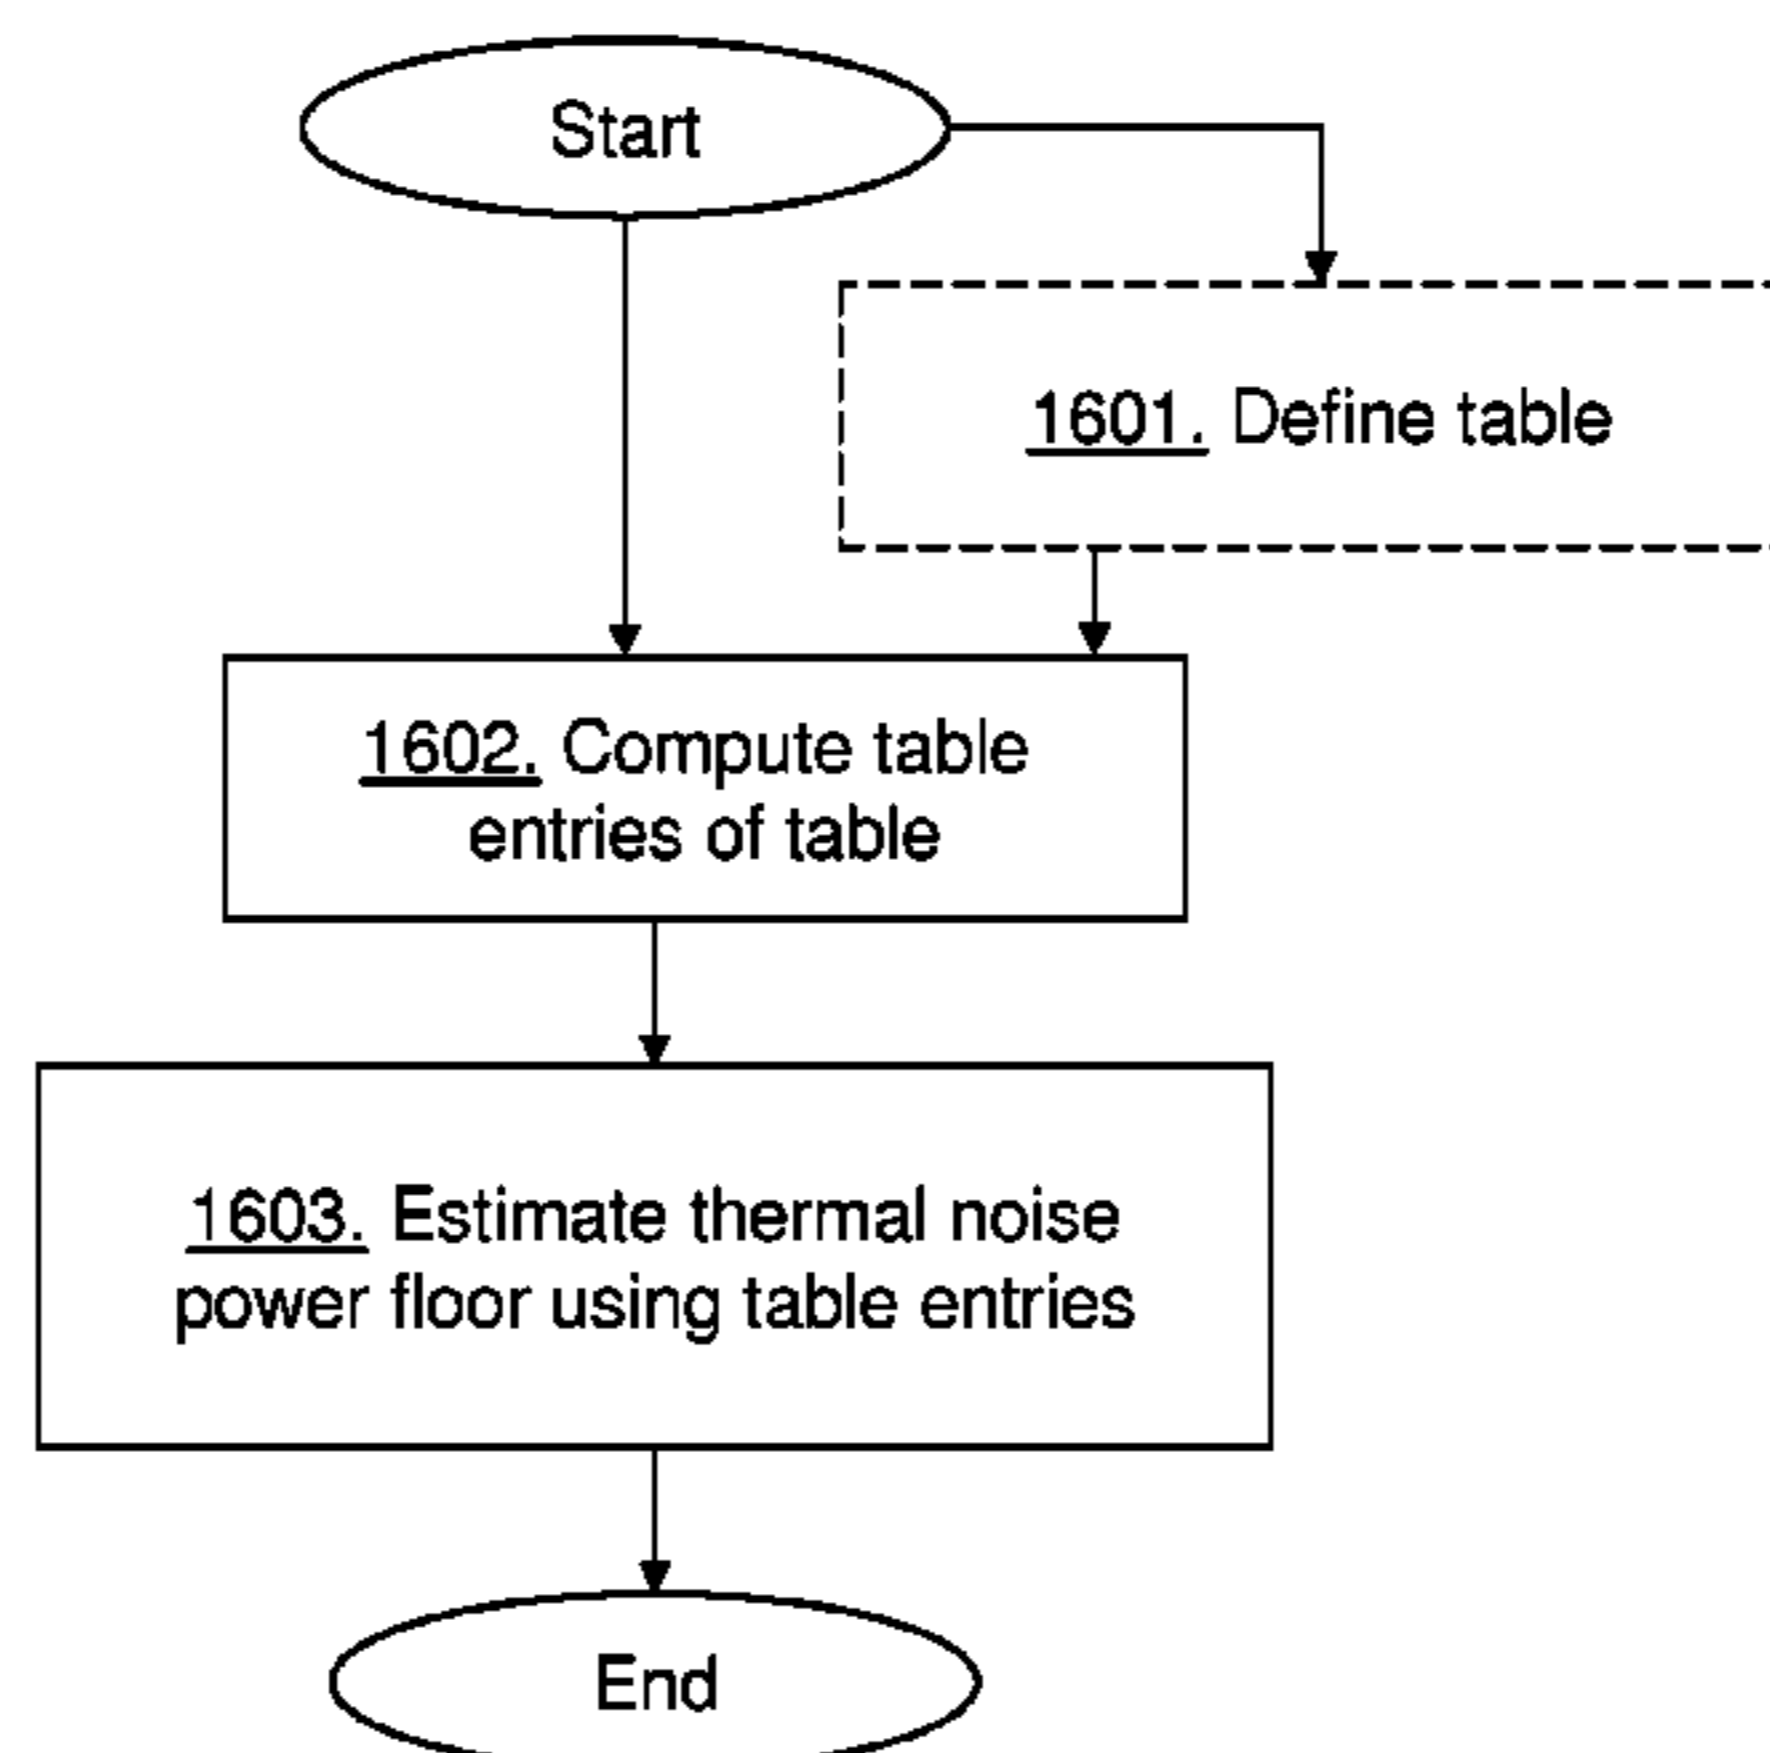 Start
1601. Define table
1602. Compute table
entries of table
1603. Estimate thermal noise
power floor using table entries
End